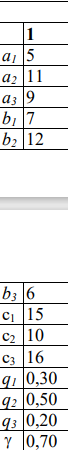 1
a₁ 5
a₂ 11
a₃ 9
b₁ 7
b₂ 12
b₃ 6
c₁ 15
c₂ 10
c₃ 16
q₁ 0,30
q₂ 0,50
q₃ 0,20
γ 0,70